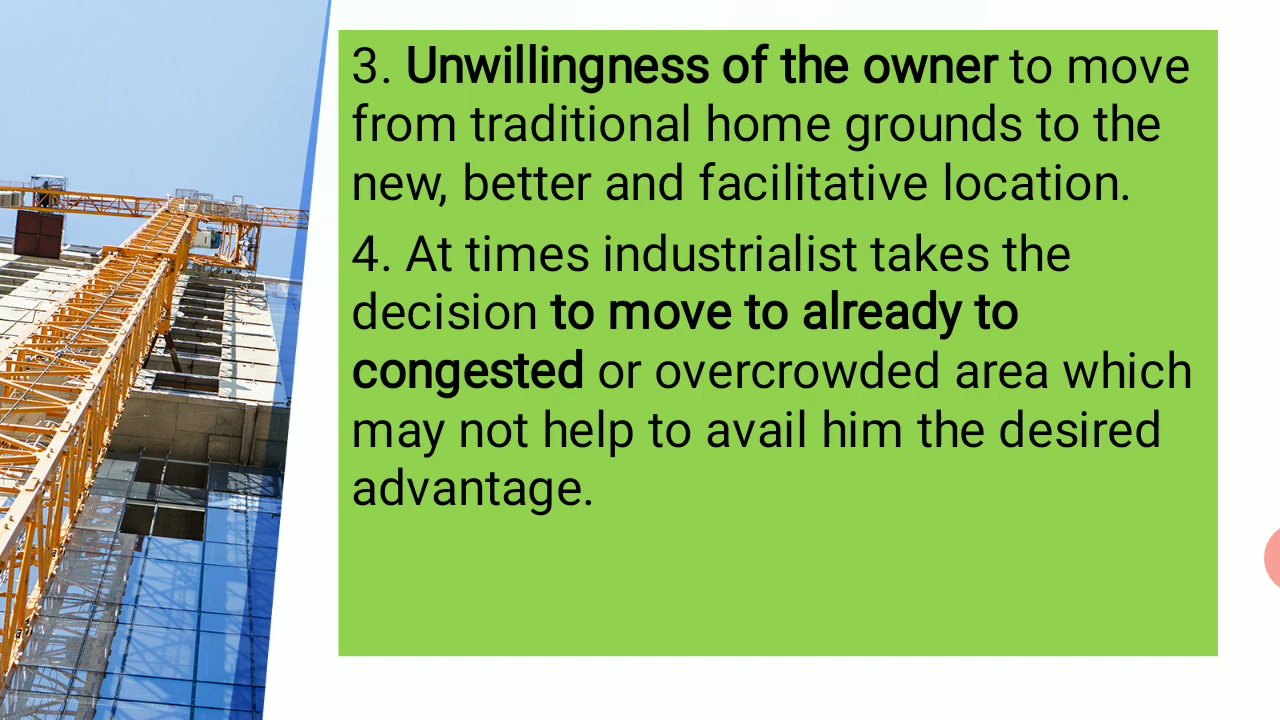 3. Unwillingness of the owner to move
from traditional home grounds to the
new, better and facilitative location.
4. At times industrialist takes the
decision to move to already to
congested or overcrowded area which
may not help to avail him the desired
advantage.